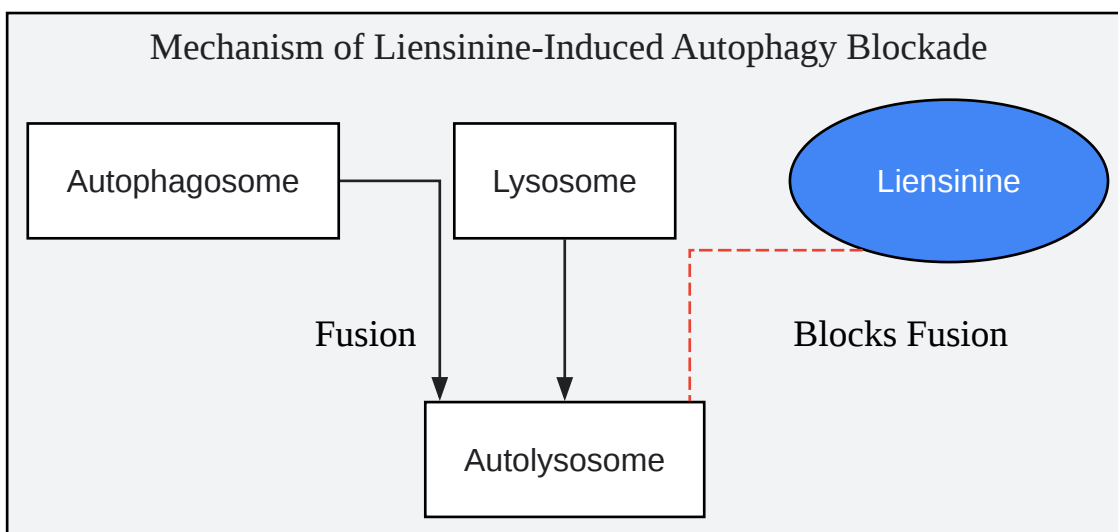 Mechanism of Liensinine-Induced Autophagy Blockade
Autophagosome
Lysosome
Liensinine
Fusion
Blocks Fusion
Autolysosome